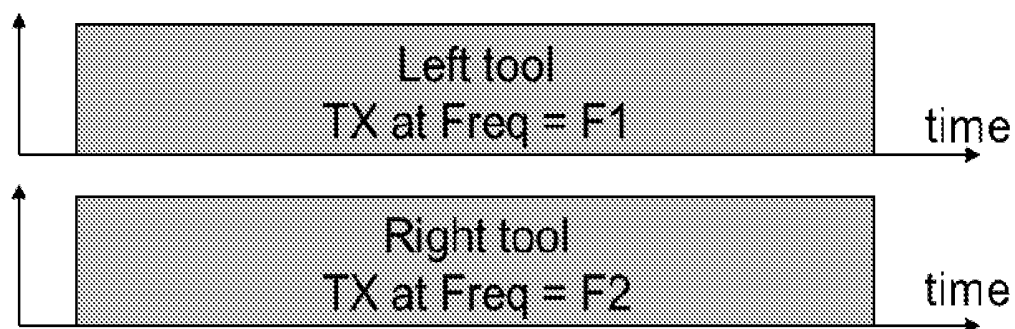 Left tool
TX at Freq = F1
time
Right tool
TX at Freq = F2
time